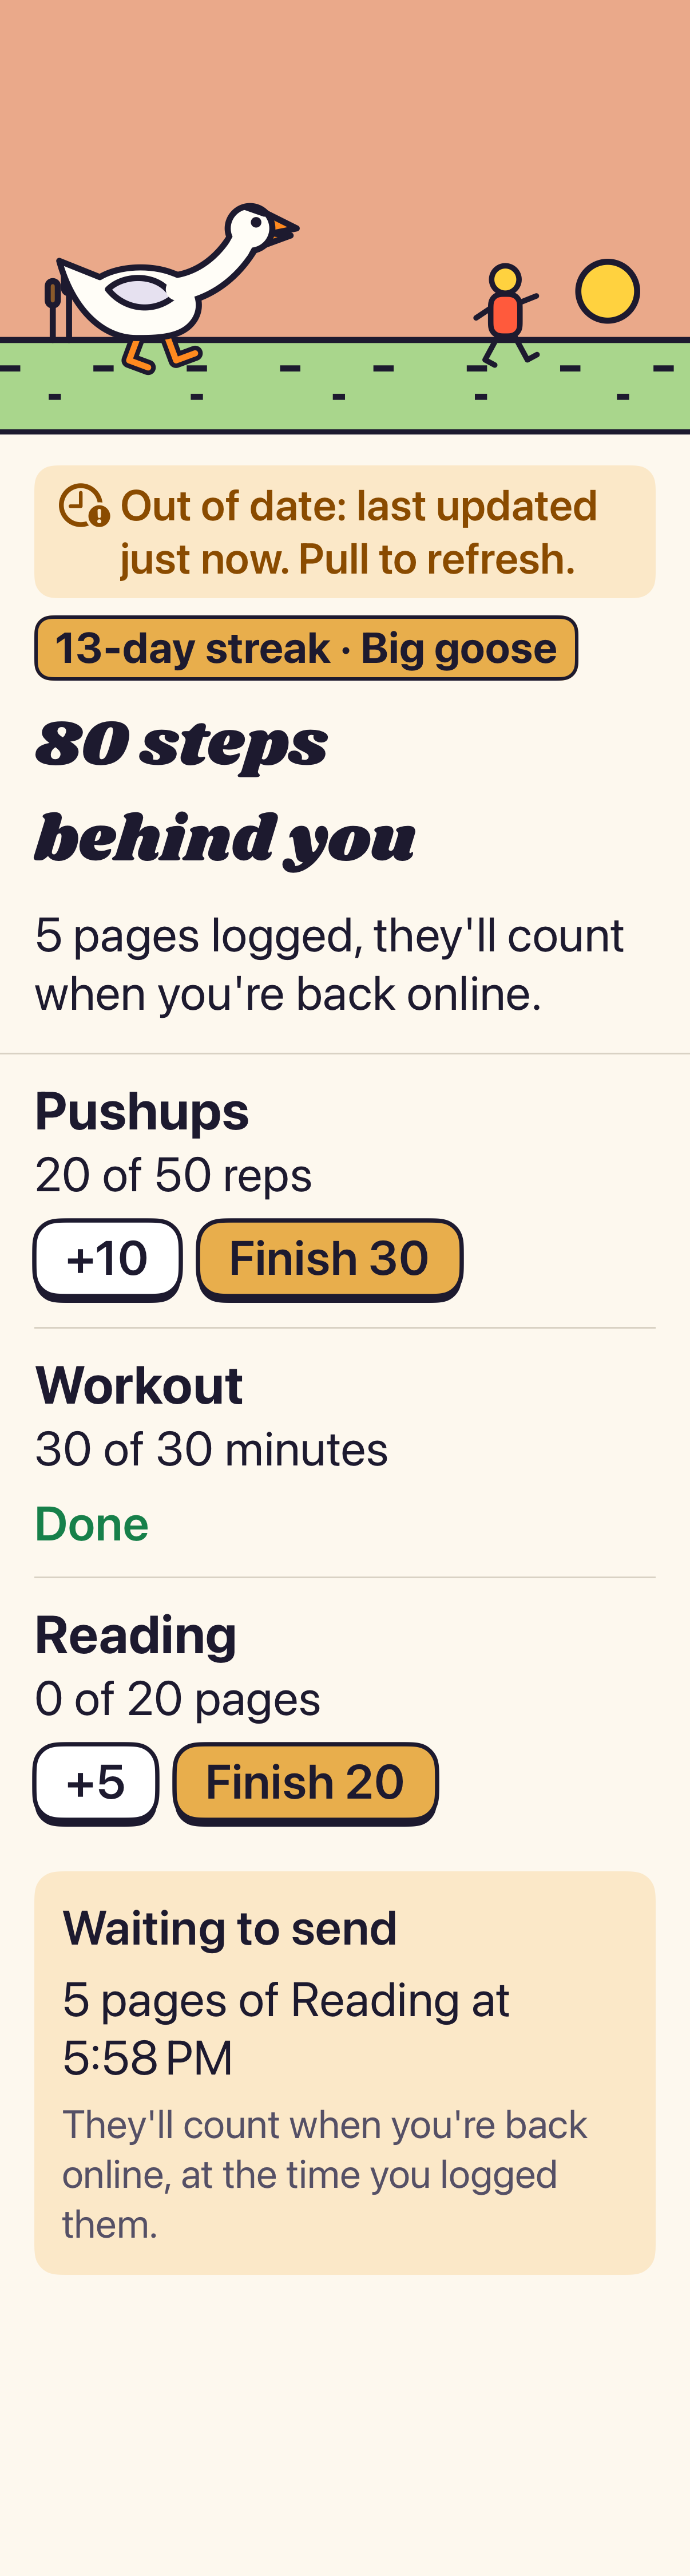 Out of date: last updated
just now. Pull to refresh.
13-day streak · Big goose
80 steps
behind you
5 pages logged, they'll count
when you're back online.
Pushups
20 of 50 reps
+10 Finish 30
Workout
30 of 30 minutes
Done
Reading
0 of 20 pages
+5 Finish 20
Waiting to send
5 pages of Reading at
5:58 PM
They'll count when you're back
online, at the time you logged
them.